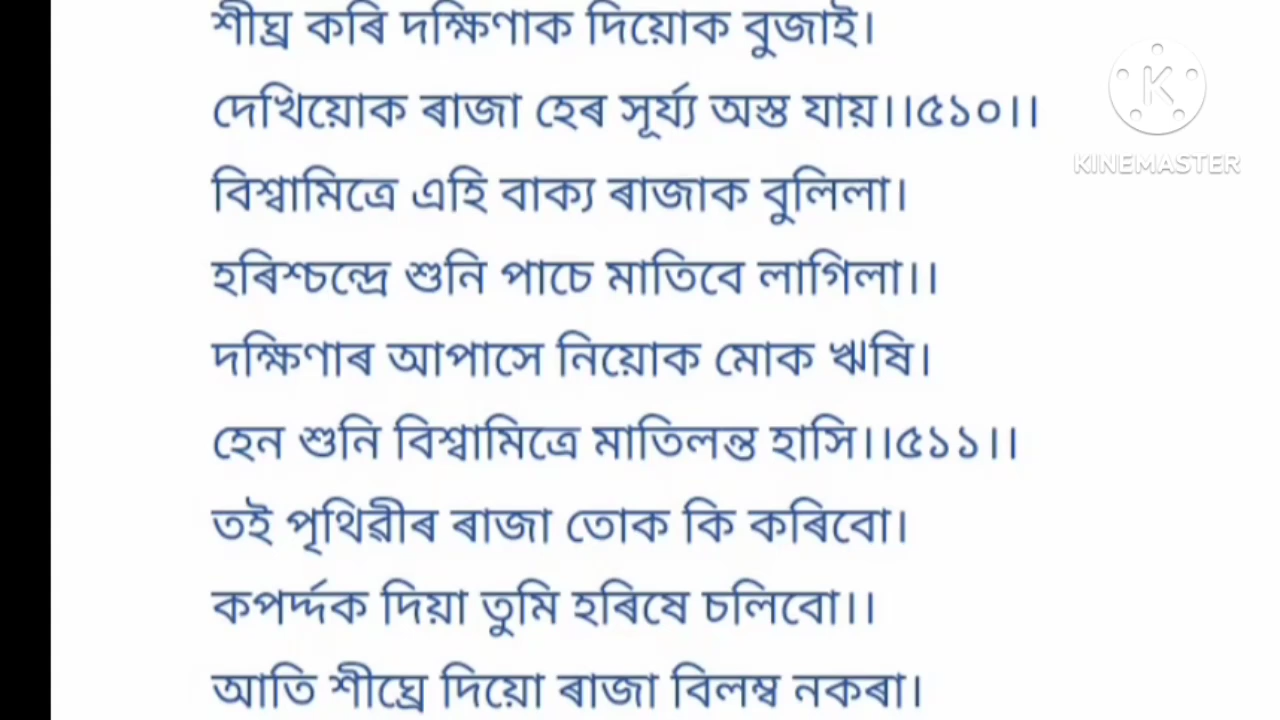 শীঘ্ৰ কৰি দক্ষিণাক দিয়োক বুজাই।
দেখিয়োক ৰাজা হেৰ সূৰ্য্য অস্ত যায়।।৫১০।।
KINEMASTER
বিশ্বামিত্ৰে এহি বাক্য ৰাজাক বুলিলা।
হৰিশ্চন্দ্ৰে শুনি পাচে মাতিবে লাগিলা।।
দক্ষিণাৰ আপাসে নিয়োক মোক ঋষি।
হেন শুনি বিশ্বামিত্ৰে মাতিলন্ত হাসি।।৫১১।।
তই পৃথিৱীৰ ৰাজা তোক কি কৰিবো।
কপৰ্দ্দক দিয়া তুমি হৰিষে চলিবো।।
আতি শীঘ্ৰে দিয়ো ৰাজা বিলম্ব নকৰা।